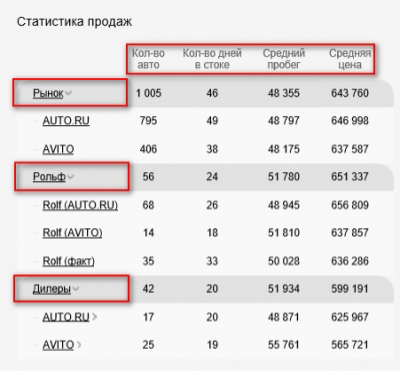 Статистика продаж
Кол-во авто Кол-во дней в стоке Средний пробег Средняя цена
Рынок 1 005 46 48 355 643 760
AUTO.RU 795 49 48 797 646 998
AVITO 406 38 48 175 637 587
Рольф 56 24 51 780 651 337
Rolf (AUTO.RU) 68 26 48 945 656 809
Rolf (AVITO) 14 18 51 810 637 857
Rolf (факт) 35 33 50 028 636 286
Дилеры 42 20 51 934 599 191
AUTO.RU 17 20 48 871 625 967
AVITO 25 19 55 761 565 721